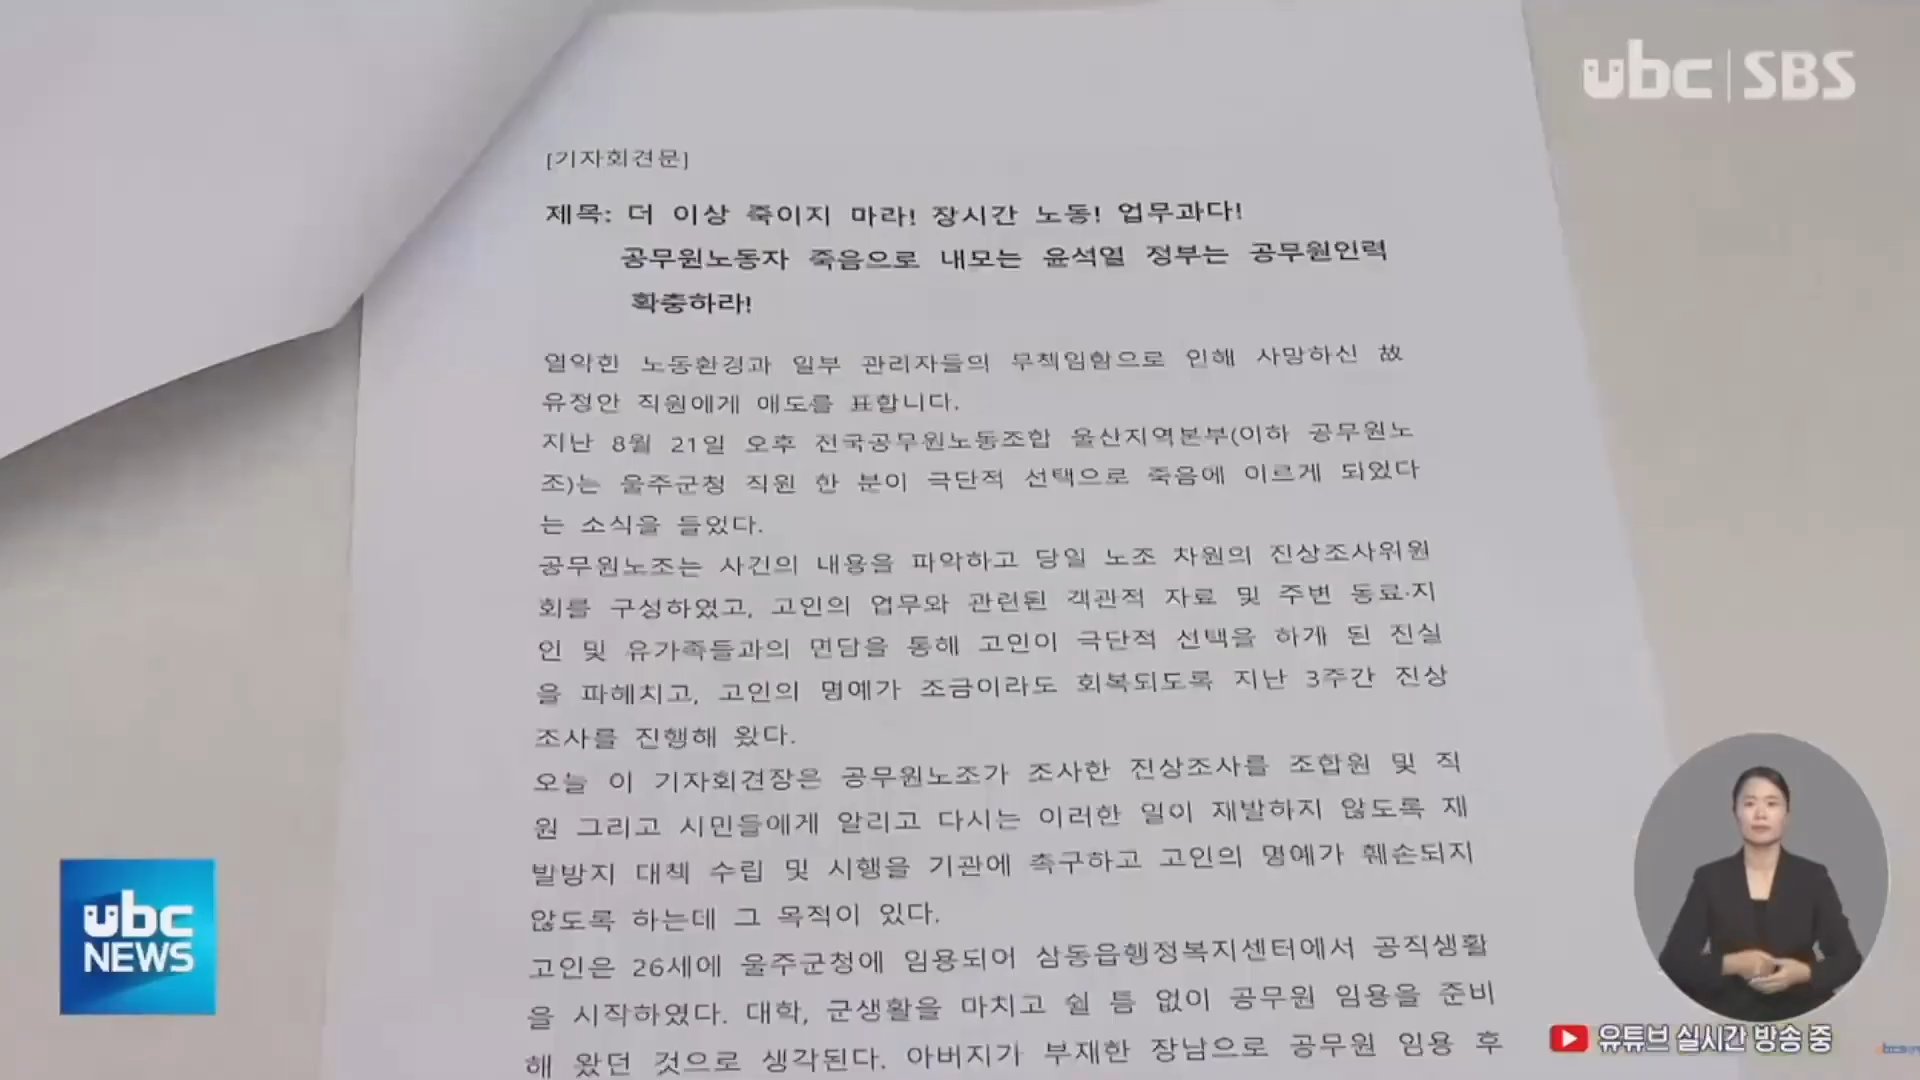 ubc SBS
[기자회견문]
제목: 더 이상 죽이지 마라! 장시간 노동! 업무과다!
공무원노동자 죽음으로 내모는 윤석열 정부는 공무원인력
확충하라!
열악한 노동환경과 일부 관리자들의 무책임함으로 인해 사망하신 故
유정안 직원에게 애도를 표합니다.
지난 8월 21일 오후 전국공무원노동조합 울산지역본부(이하 공무원노
조)는 울주군청 직원 한 분이 극단적 선택으로 죽음에 이르게 되었다
는 소식을 들었다.
공무원노조는 사건의 내용을 파악하고 당일 노조 차원의 진상조사위원
회를 구성하였고, 고인의 업무와 관련된 객관적 자료 및 주변 동료·지
인 및 유가족들과의 면담을 통해 고인이 극단적 선택을 하게 된 진실
을 파헤치고, 고인의 명예가 조금이라도 회복되도록 지난 3주간 진상
조사를 진행해 왔다.
오늘 이 기자회견장은 공무원노조가 조사한 진상조사를 조합원 및 직
원 그리고 시민들에게 알리고 다시는 이러한 일이 재발하지 않도록 재
발방지 대책 수립 및 시행을 기관에 촉구하고 고인의 명예가 훼손되지
않도록 하는데 그 목적이 있다.
고인은 26세에 울주군청에 임용되어 삼동읍행정복지센터에서 공직생활
을 시작하였다. 대학, 군생활을 마치고 쉴 틈 없이 공무원 임용을 준비
해 왔던 것으로 생각된다. 아버지가 부재한 장남으로 공무원 임용 후
ubc
NEWS
유튜브 실시간 방송 중